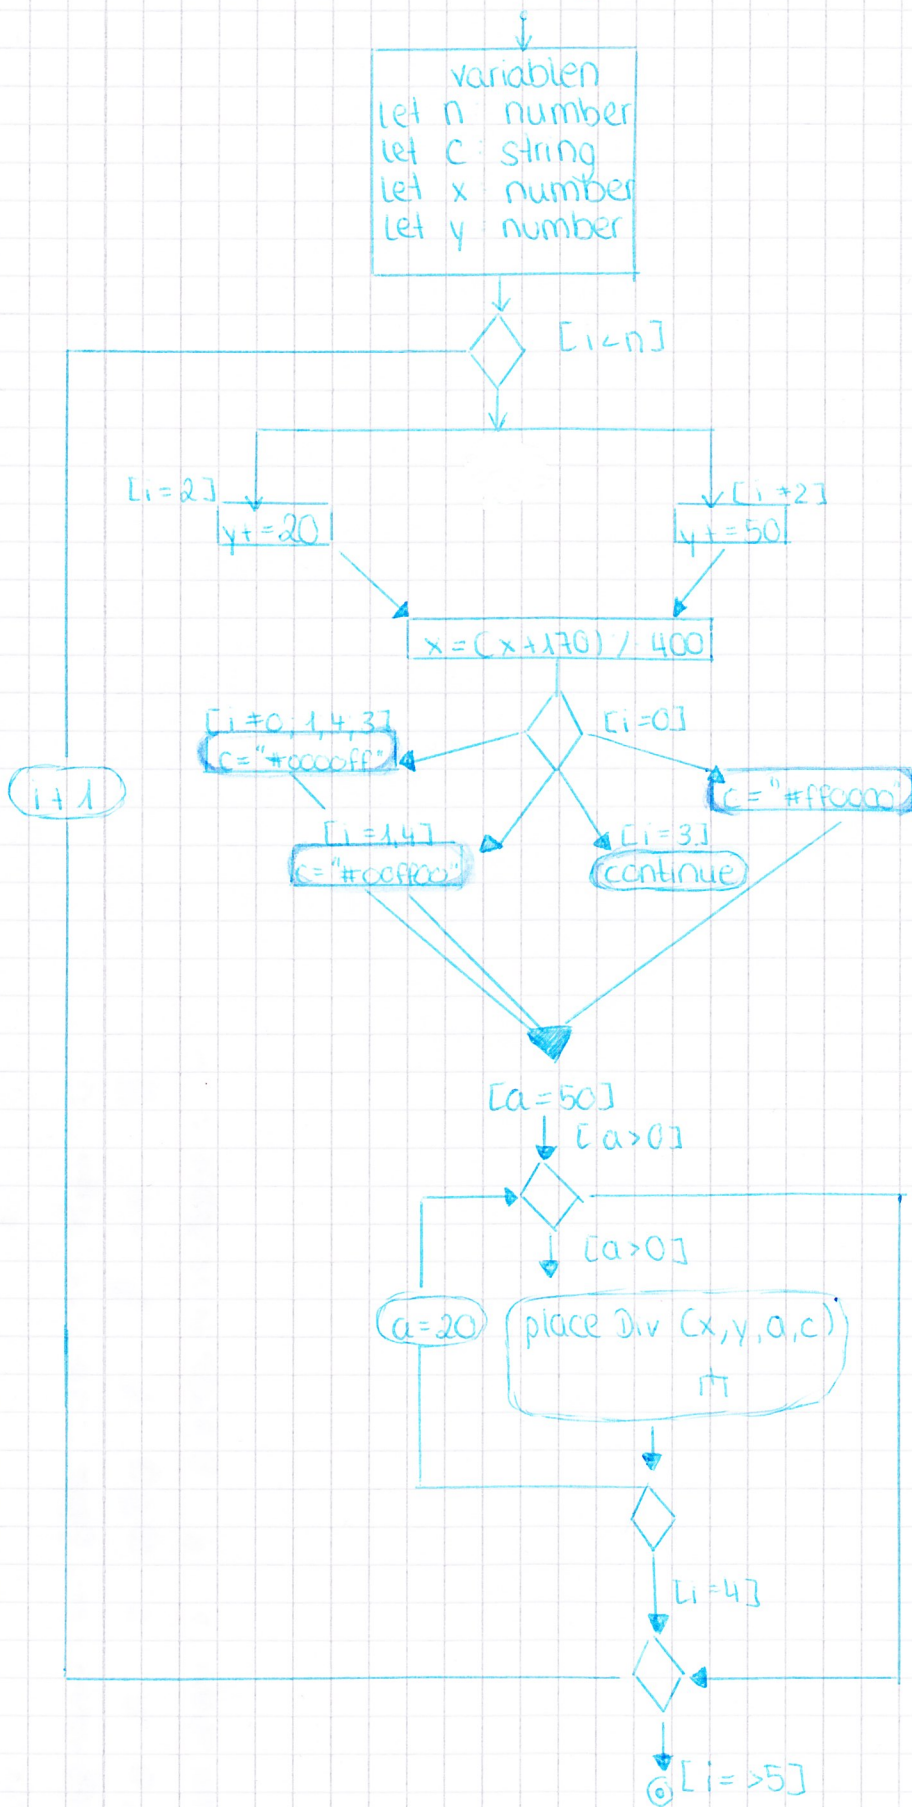 variablen
let n : number
let c : string
let x : number
let y : number
[i<n]
[i=2]
[i≠2]
y+=20
y+=50
x=(x+170) % 400
[i≠0,1,4,3]
[i=0]
c="#0000ff"
c="#ff0000"
i+1
[i=1,4]
[i=3]
c="#00ff00"
continue
[a=50]
[a>0]
[a>0]
a=20
place Div (x,y,a,c)
[i=4]
[i=>5]